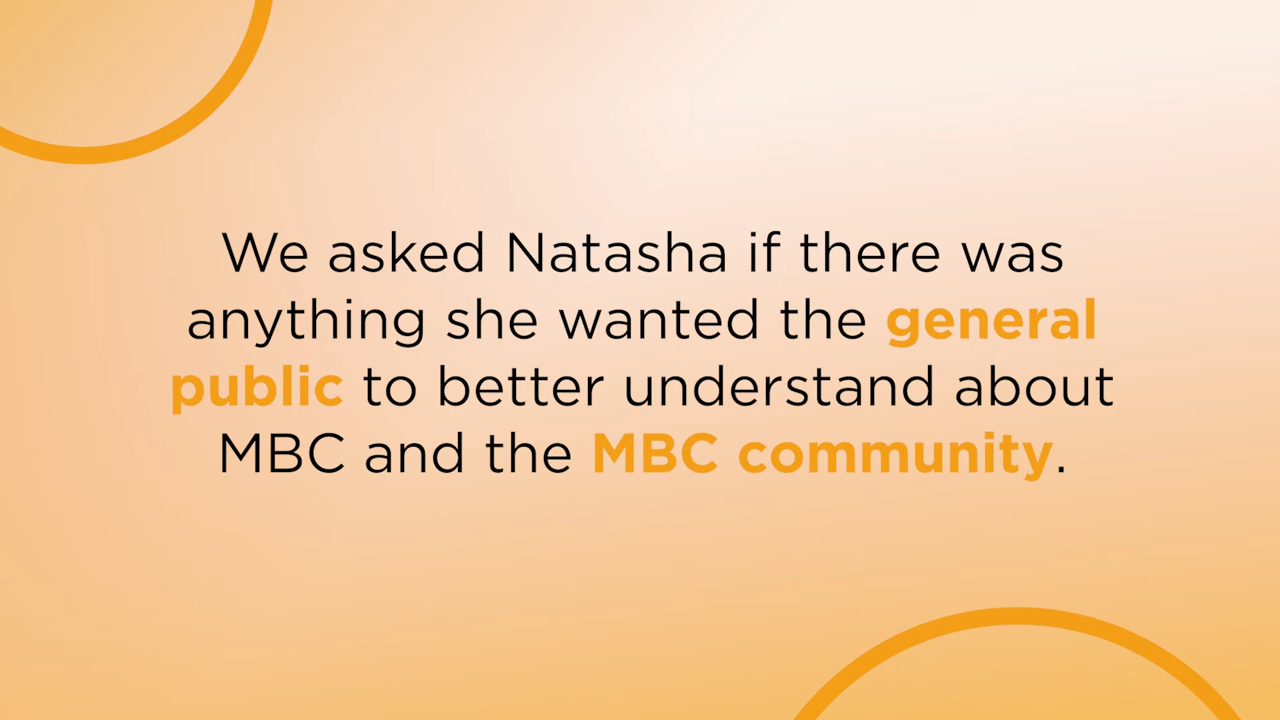 We asked Natasha if there was
anything she wanted the general
public to better understand about
MBC and the MBC community.